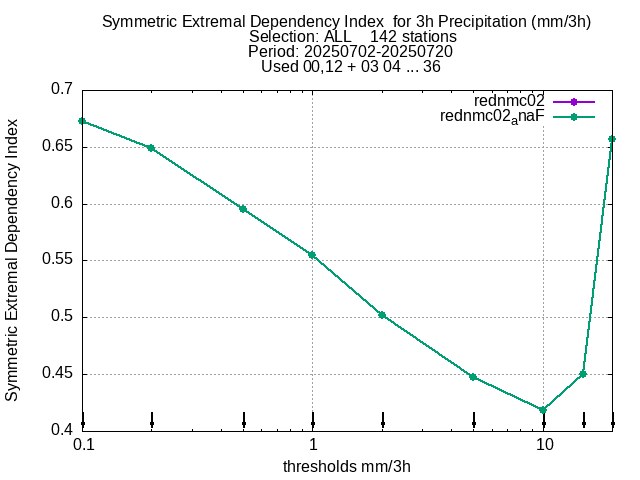 Symmetric Extremal Dependency Index  for 3h Precipitation (mm/3h)
Selection: ALL    142 stations
Period: 20250702-20250720
Used 00,12 + 03 04 ... 36
rednmc02
rednmc02anaF
Symmetric Extremal Dependency Index
0.7
0.65
0.6
0.55
0.5
0.45
0.4
0.1 1 10
thresholds mm/3h